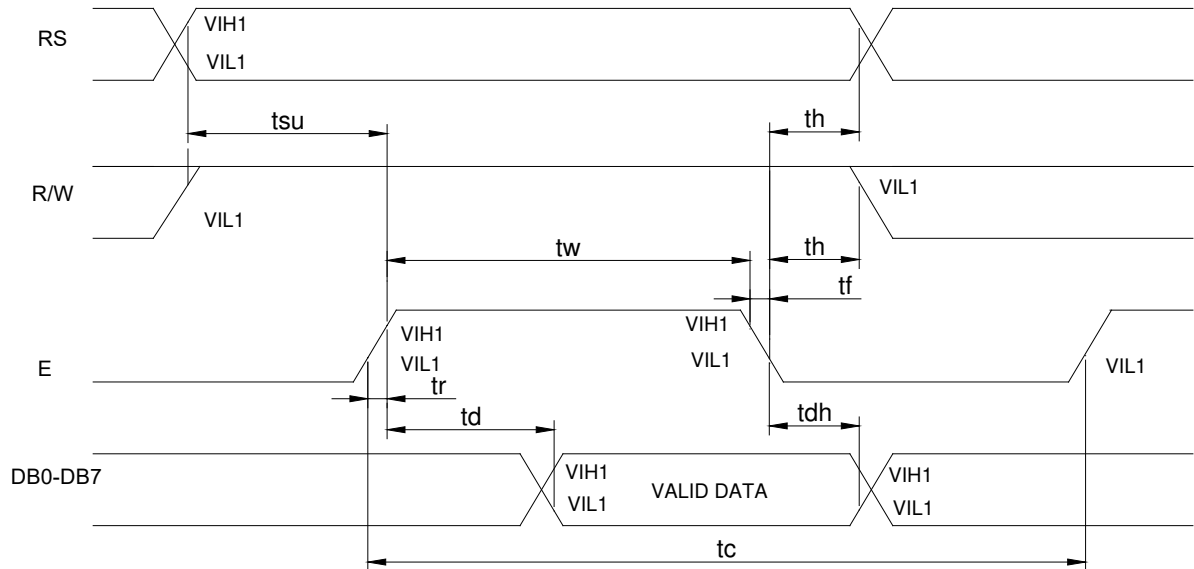 RS
VIH1
VIL1
tsu
th
R/W
VIL1
VIL1
tw
th
tf
E
VIH1
VIL1
VIH1
VIL1
VIL1
tr
td
tdh
DB0-DB7
VIH1
VIL1
VALID DATA
VIH1
VIL1
tc